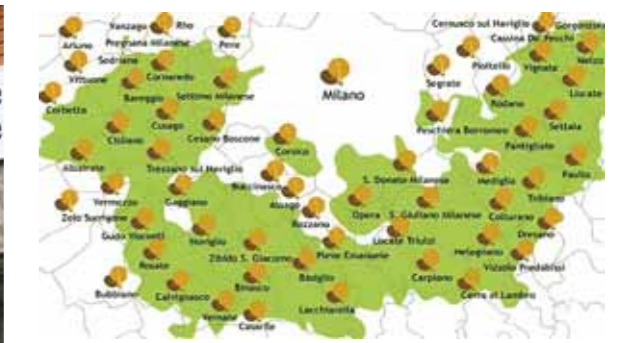 Vanzago
Rho
Cernusco sul Naviglio
Gorgonzola
Arluno
Pregnana Milanese
Pero
Cassina De' Pecchi
Sedriano
Pioltello
Vignate
Melzo
Vittuone
Cornaredo
Segrate
Bareggio
Settimo Milanese
Milano
Rodano
Liscate
Corbetta
Cusago
Cisliano
Cesano Boscone
Corsico
Peschiera Borromeo
Settala
Pantigliate
Albairate
Trezzano sul Naviglio
S. Donato Milanese
Mediglia
Paullo
Vermezzo
Gaggiano
Buccinasco
Tribiano
Zelo Surrigone
Assago
Opera
S. Giuliano Milanese
Colturano
Gudo Visconti
Rozzano
Dresano
Noviglio
Locate Triulzi
Rosate
Zibido S. Giacomo
Pieve Emanuele
Melegnano
Vizzolo Predabissi
Bubbiano
Calvignasco
Binasco
Basiglio
Carpiano
Cerro al Lambro
Vernate
Lacchiarella
Casarile